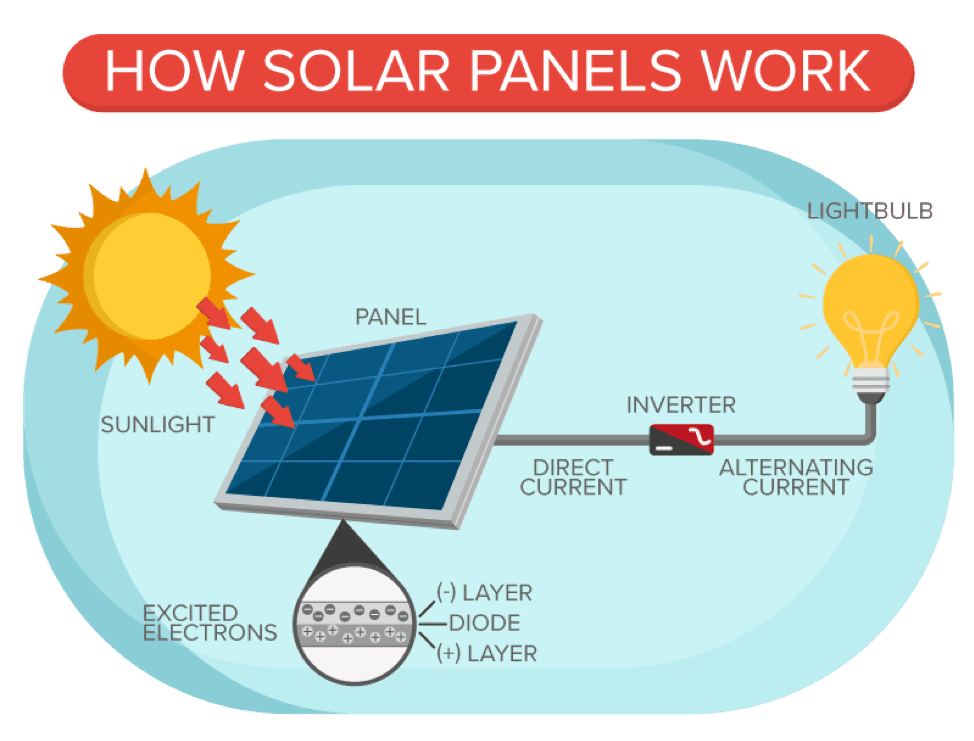 HOW SOLAR PANELS WORK
LIGHTBULB
PANEL
SUNLIGHT
INVERTER
DIRECT
CURRENT
ALTERNATING
CURRENT
EXCITED
ELECTRONS
(-) LAYER
DIODE
(+) LAYER